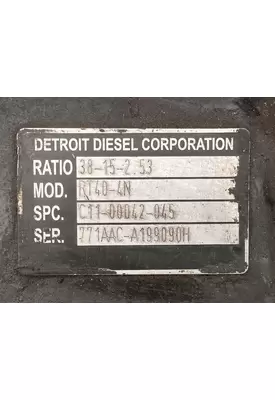 DETROIT DIESEL CORPORATION
RATIO 38-15-2.53
MOD. RT40-4N
SPC. C11-00042-045
SER. 771AAC-A199090H